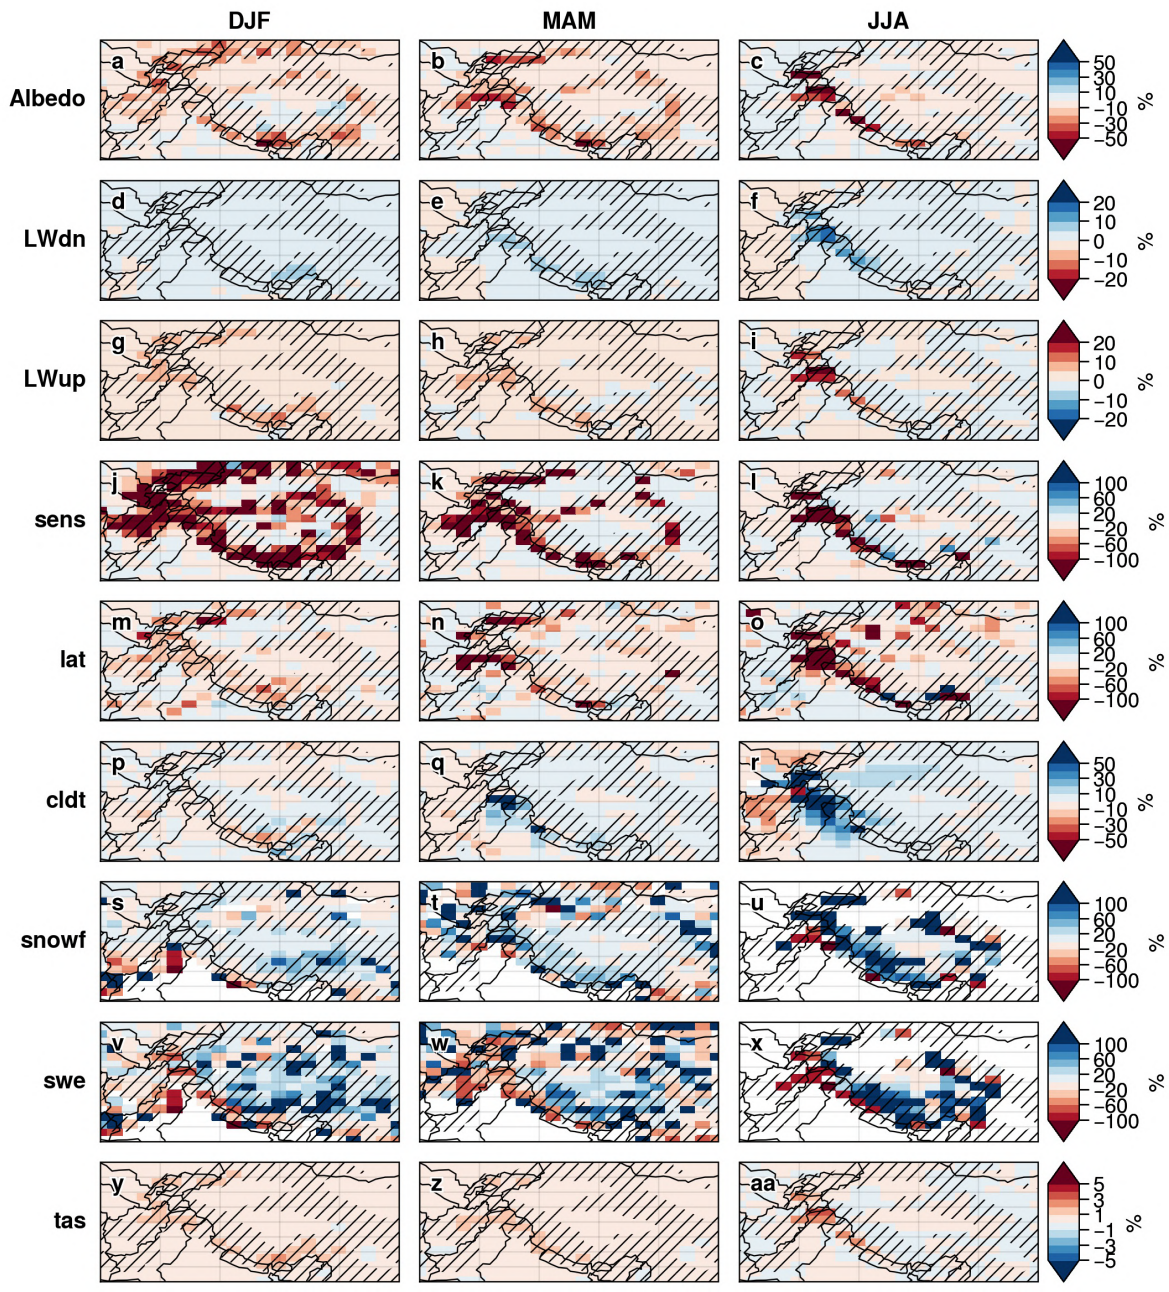 DJF MAM JJA
Albedo a b c 50 30 10 −10 −30 −50 %
LWdn d e f 20 10 0 −10 −20 %
LWup g h i 20 10 0 −10 −20 %
sens j k l 100 60 20 −20 −60 −100 %
lat m n o 100 60 20 −20 −60 −100 %
cldt p q r 50 30 10 −10 −30 −50 %
snowf s t u 100 60 20 −20 −60 −100 %
swe v w x 100 60 20 −20 −60 −100 %
tas y z aa 5 3 1 −1 −3 −5 %